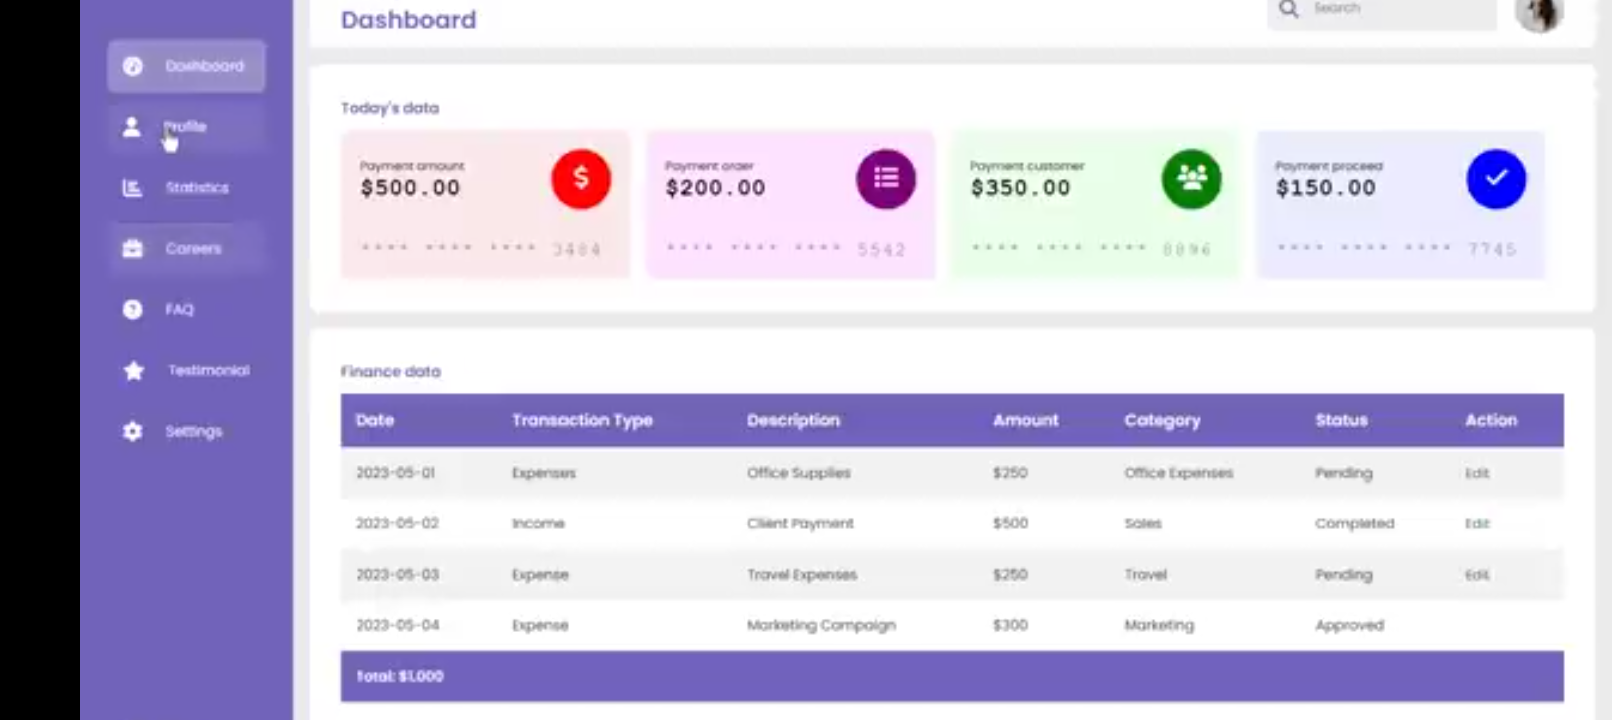 Dashboard
Search
Dashboard
Profile
Statistics
Careers
FAQ
Testimonial
Settings
Today's data
Payment amount
$500.00
**** **** **** 3484
Payment order
$200.00
**** **** **** 5542
Payment customer
$350.00
**** **** **** 8896
Payment proceed
$150.00
**** **** **** 7745
Finance data
Date Transaction Type Description Amount Category Status Action
2023-05-01 Expenses Office Supplies $250 Office Expenses Pending Edit
2023-05-02 Income Client Payment $500 Sales Completed Edit
2023-05-03 Expense Travel Expenses $250 Travel Pending Edit
2023-05-04 Expense Marketing Campaign $300 Marketing Approved
Total: $1,000